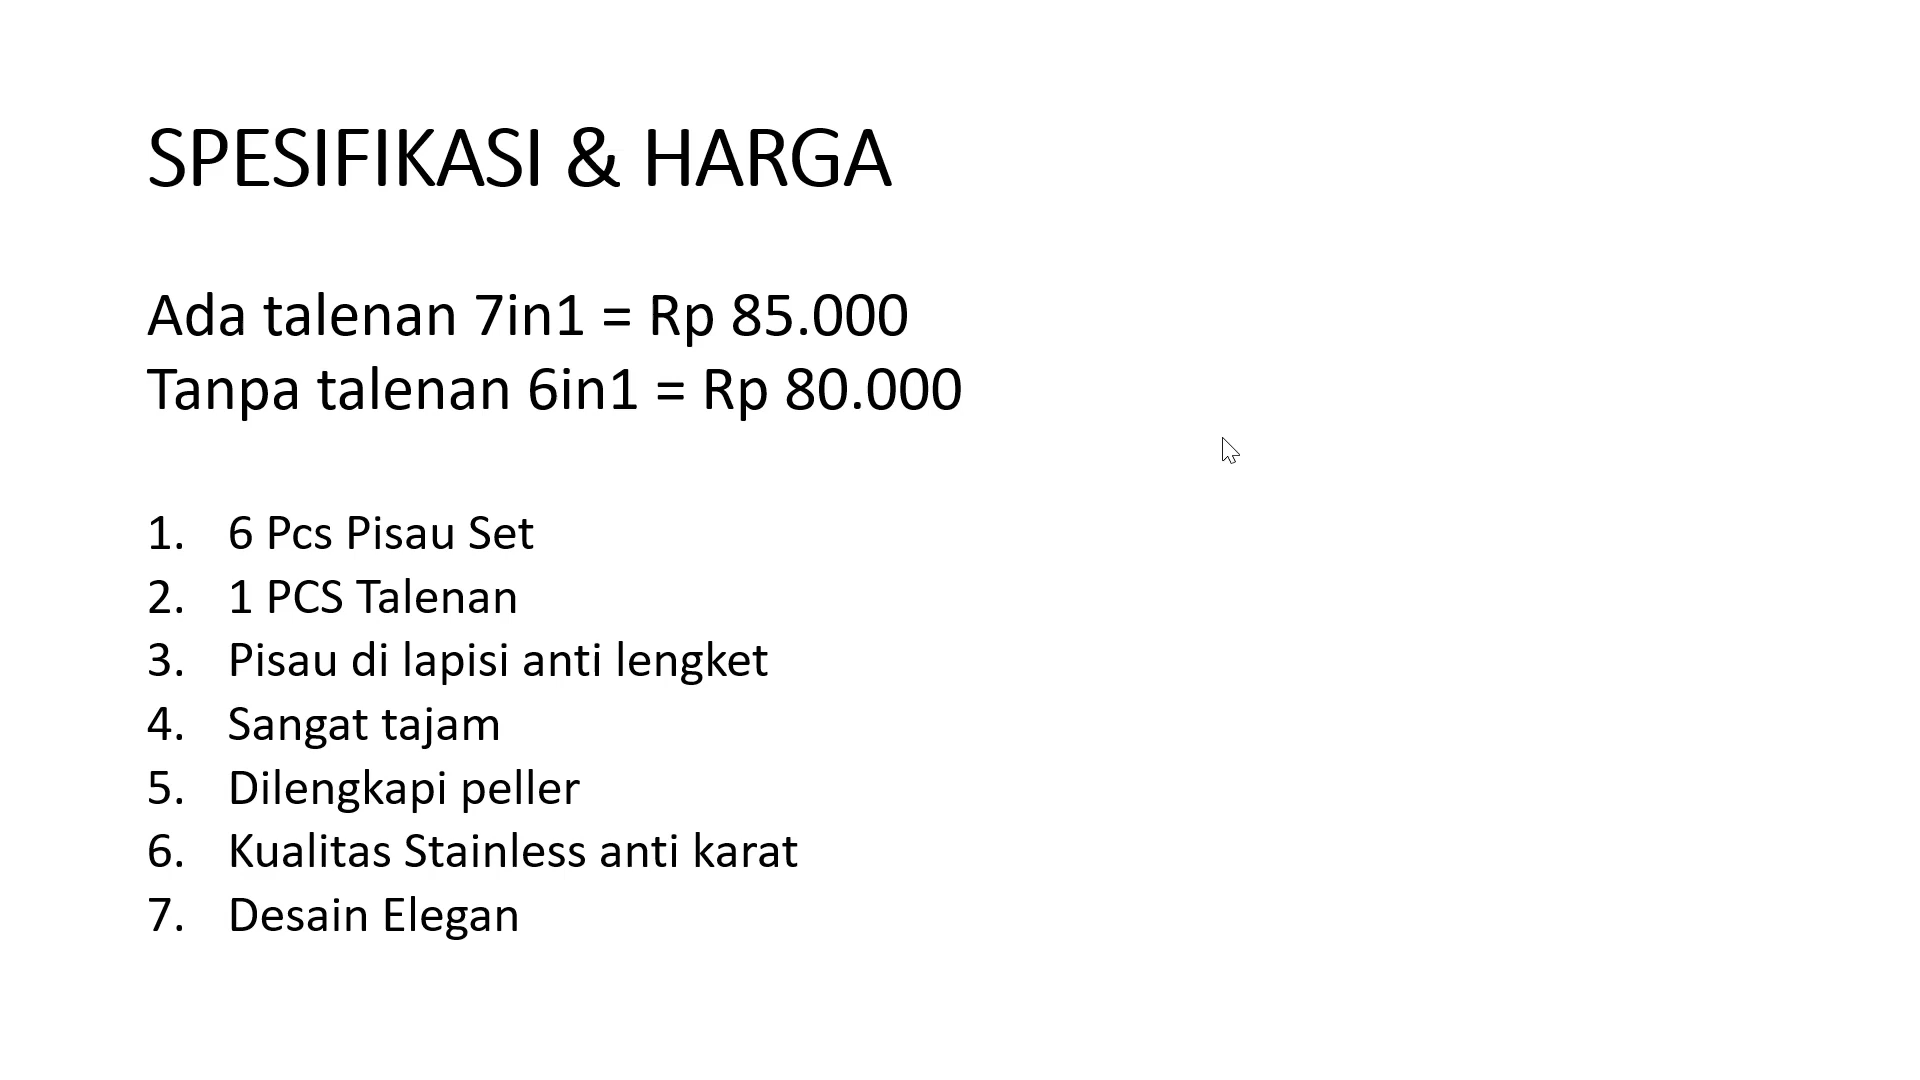 SPESIFIKASI & HARGA
Ada talenan 7in1 = Rp 85.000
Tanpa talenan 6in1 = Rp 80.000
1. 6 Pcs Pisau Set
2. 1 PCS Talenan
3. Pisau di lapisi anti lengket
4. Sangat tajam
5. Dilengkapi peller
6. Kualitas Stainless anti karat
7. Desain Elegan